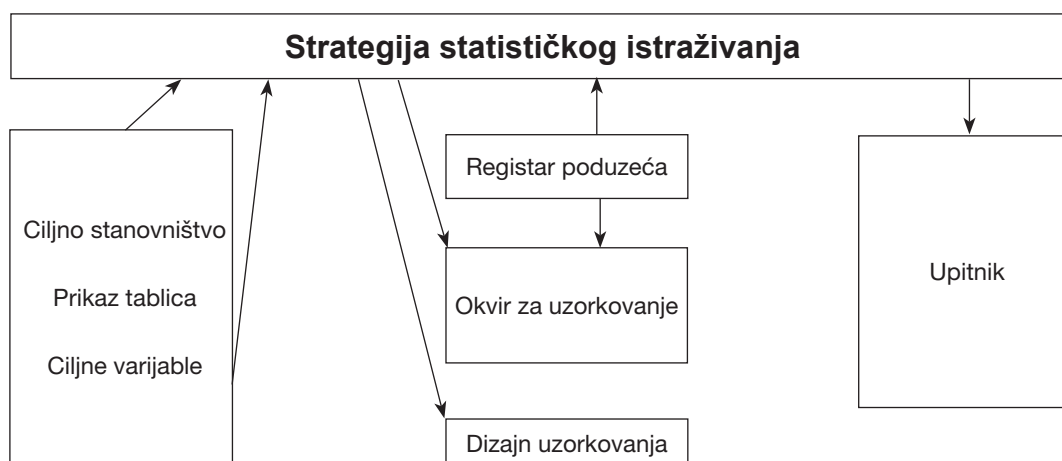 Strategija statističkog istraživanja
Ciljno stanovništvo
Prikaz tablica
Ciljne varijable
Registar poduzeća
Okvir za uzorkovanje
Dizajn uzorkovanja
Upitnik